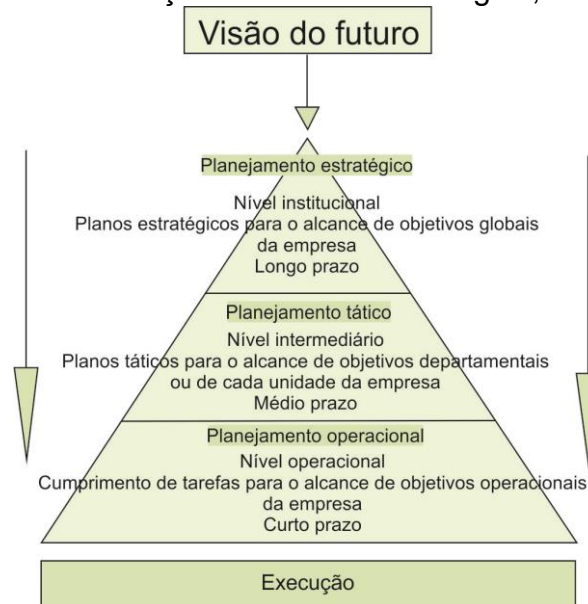 Visão do futuro
Planejamento estratégico
Nível institucional
Planos estratégicos para o alcance de objetivos globais
da empresa
Longo prazo
Planejamento tático
Nível intermediário
Planos táticos para o alcance de objetivos departamentais
ou de cada unidade da empresa
Médio prazo
Planejamento operacional
Nível operacional
Cumprimento de tarefas para o alcance de objetivos operacionais
da empresa
Curto prazo
Execução